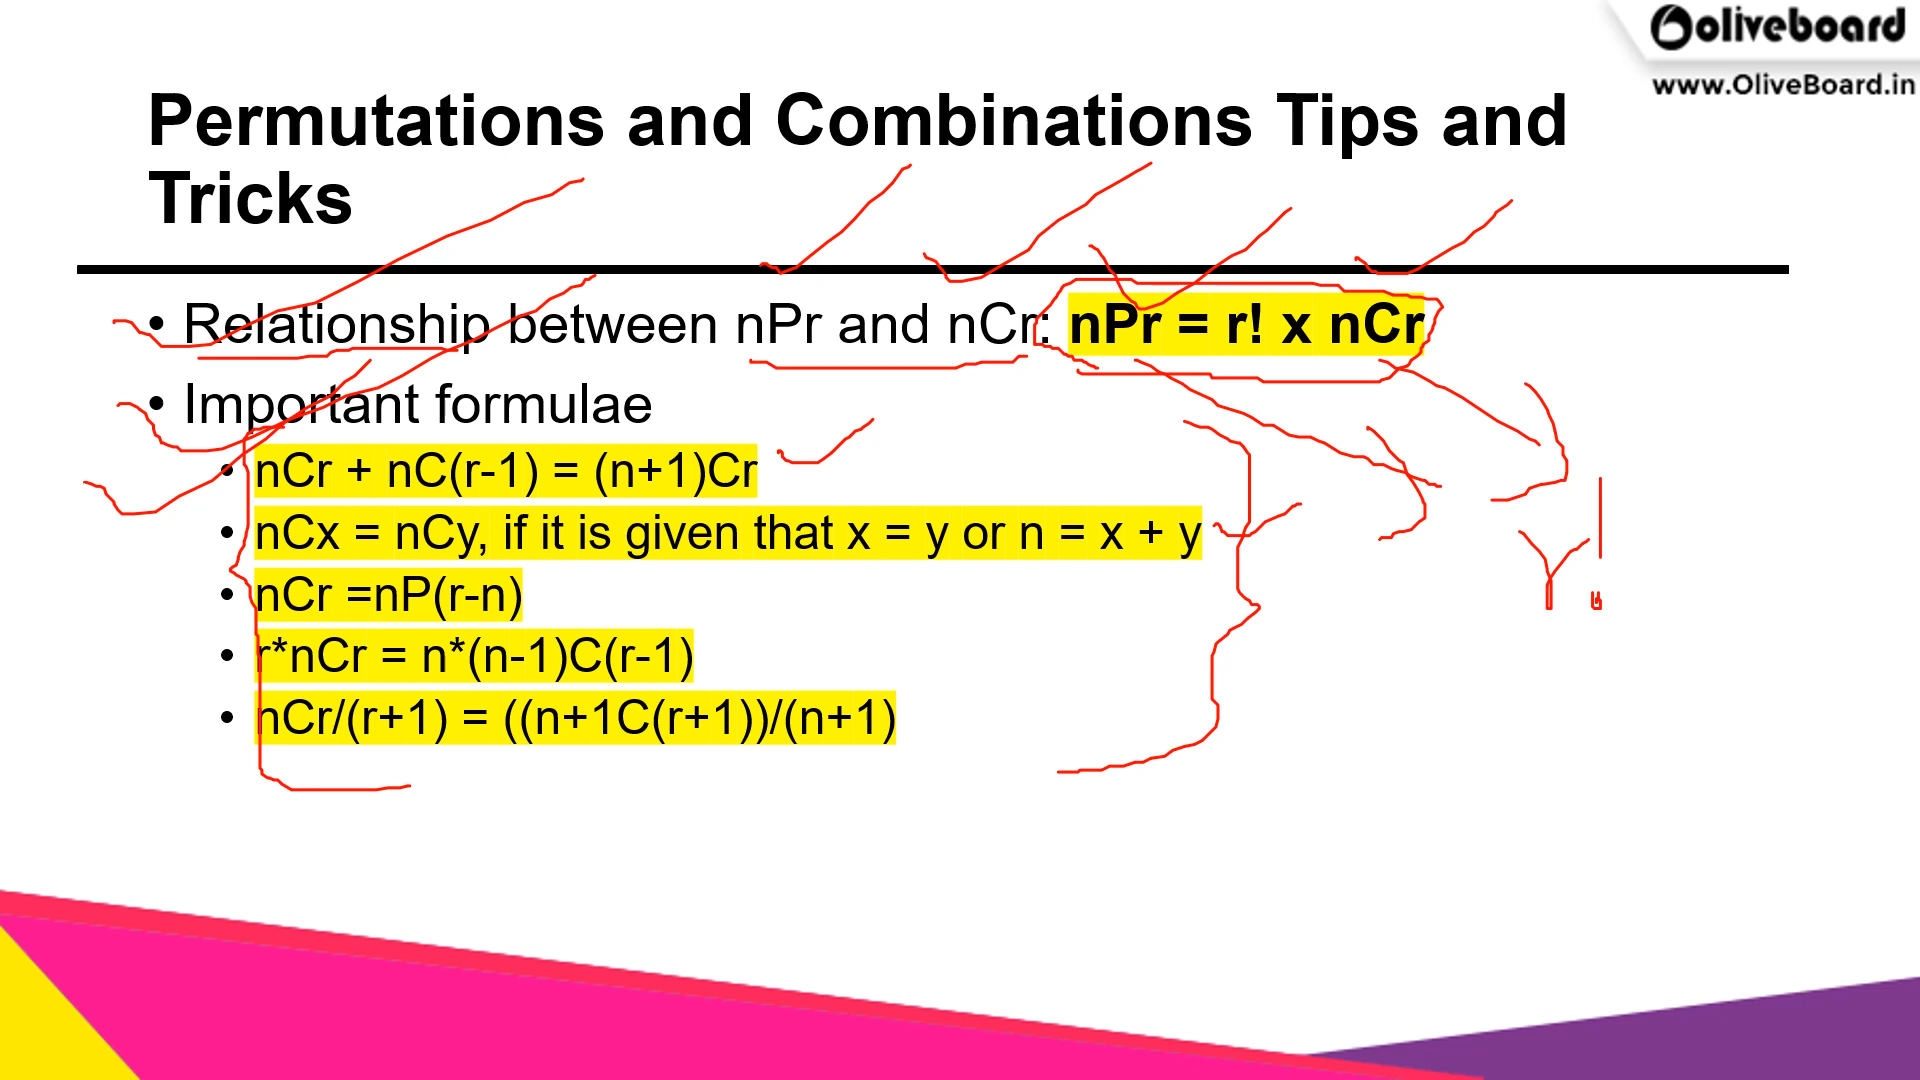 oliveboard
www.OliveBoard.in
Permutations and Combinations Tips and
Tricks
• Relationship between nPr and nCr: nPr = r! x nCr
• Important formulae
• nCr + nC(r-1) = (n+1)Cr
• nCx = nCy, if it is given that x = y or n = x + y
• nCr =nP(r-n)
• r*nCr = n*(n-1)C(r-1)
• nCr/(r+1) = ((n+1C(r+1))/(n+1)